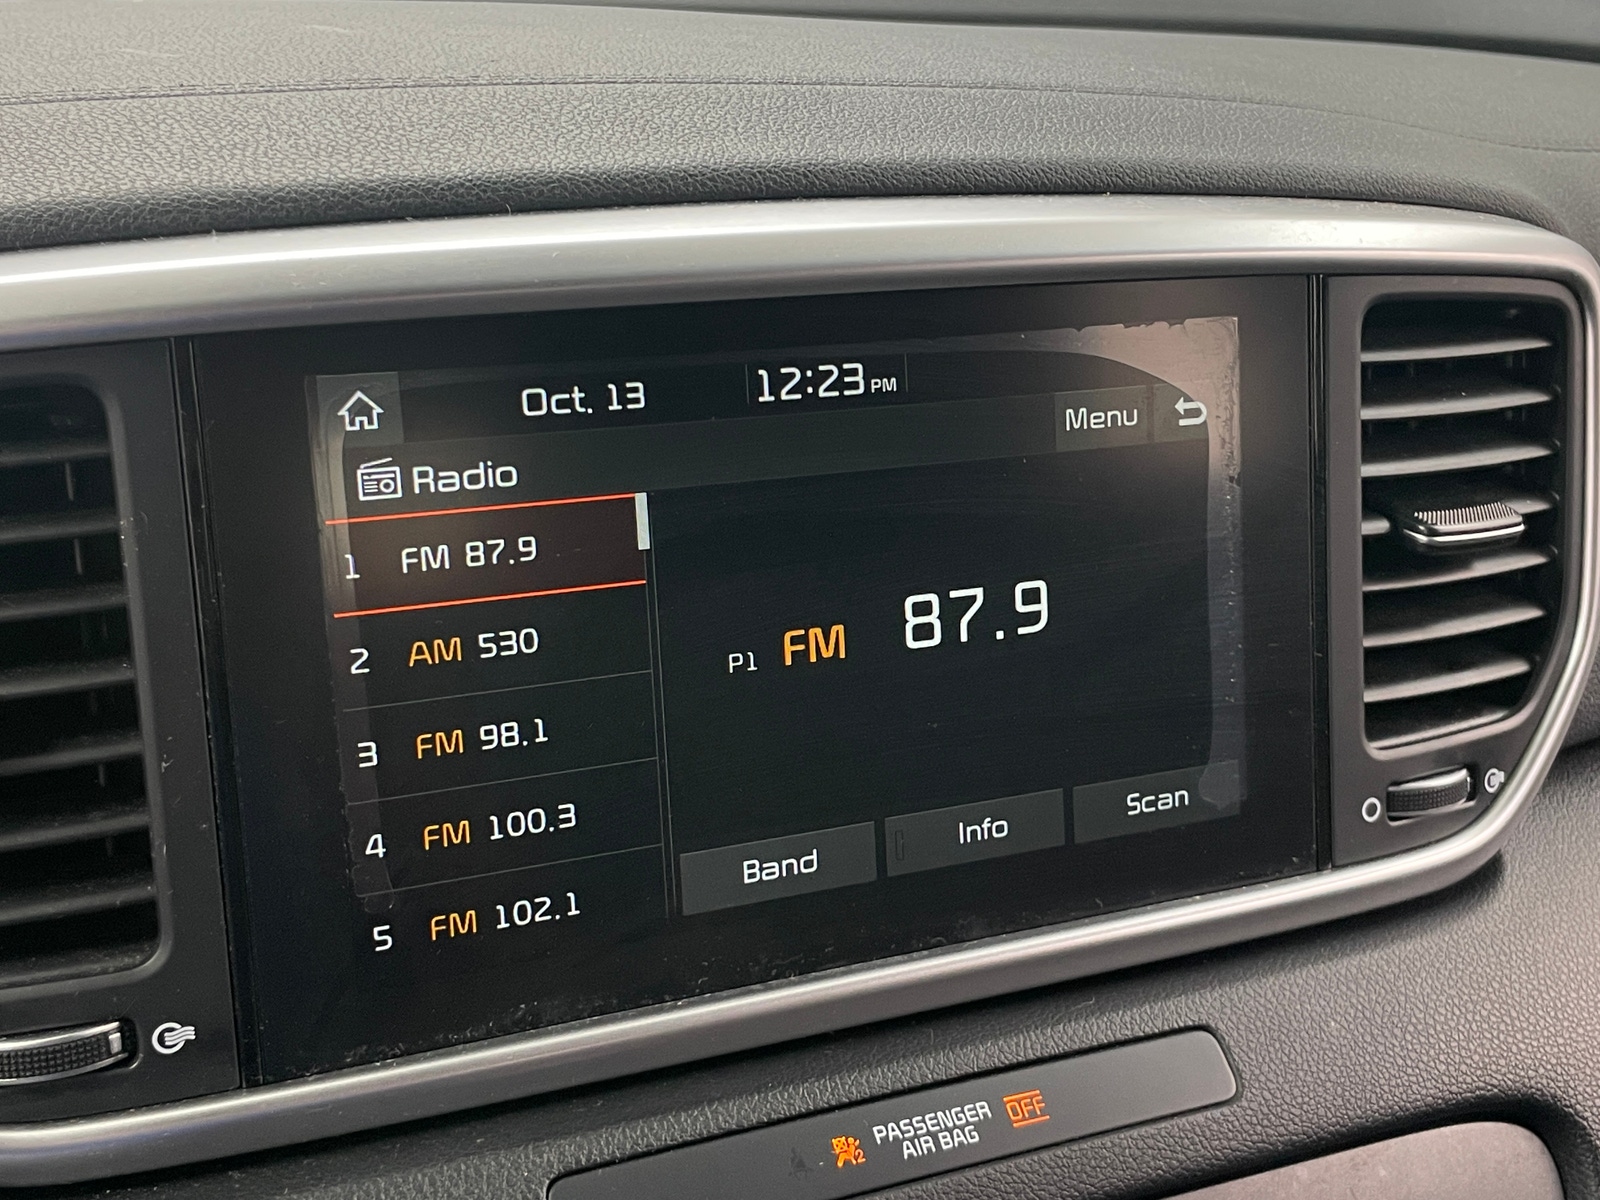 Oct. 13 12:23 PM
Menu
Radio
1 FM 87.9
2 AM 530
3 FM 98.1
4 FM 100.3
5 FM 102.1
P1 FM 87.9
Band Info Scan
PASSENGER
AIR BAG
OFF
2